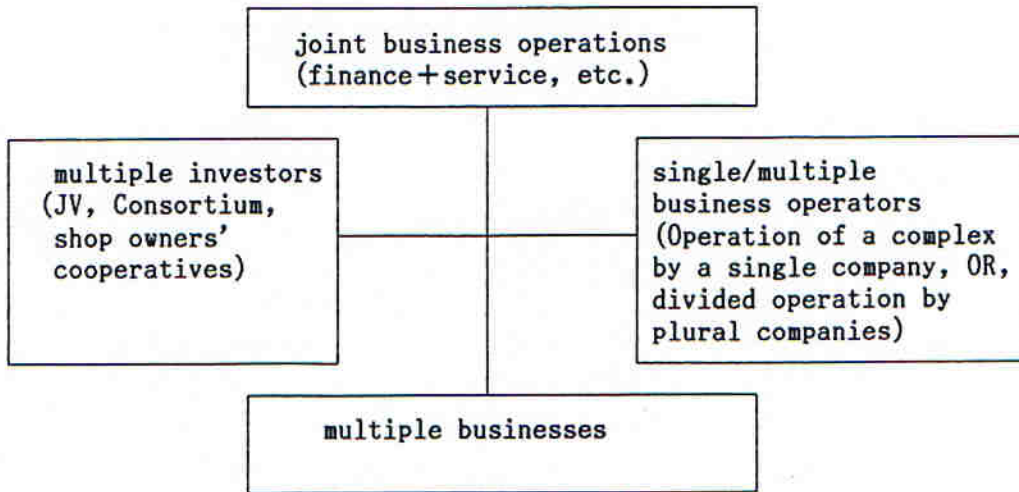 joint business operations
(finance+service, etc.)
multiple investors
(JV, Consortium,
shop owners'
cooperatives)
single/multiple
business operators
(Operation of a complex
by a single company, OR,
divided operation by
plural companies)
multiple businesses